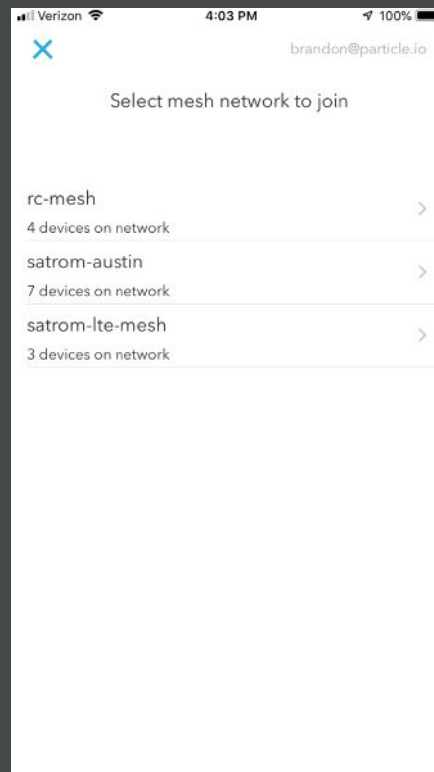 Verizon 4:03 PM 100%
brandon@particle.io
Select mesh network to join
rc-mesh
4 devices on network
satrom-austin
7 devices on network
satrom-lte-mesh
3 devices on network